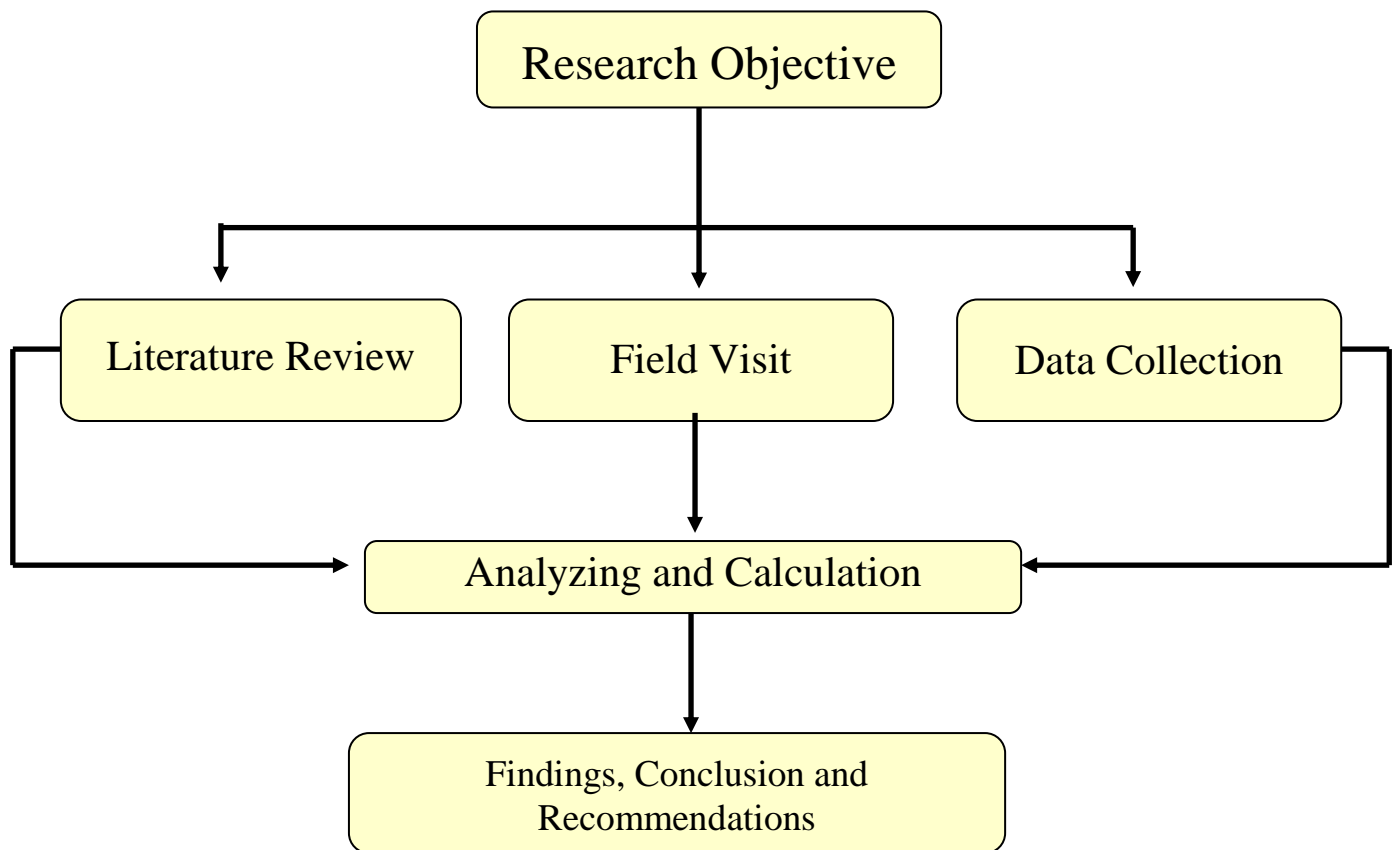 Research Objective
Literature Review
Field Visit
Data Collection
Analyzing and Calculation
Findings, Conclusion and
Recommendations